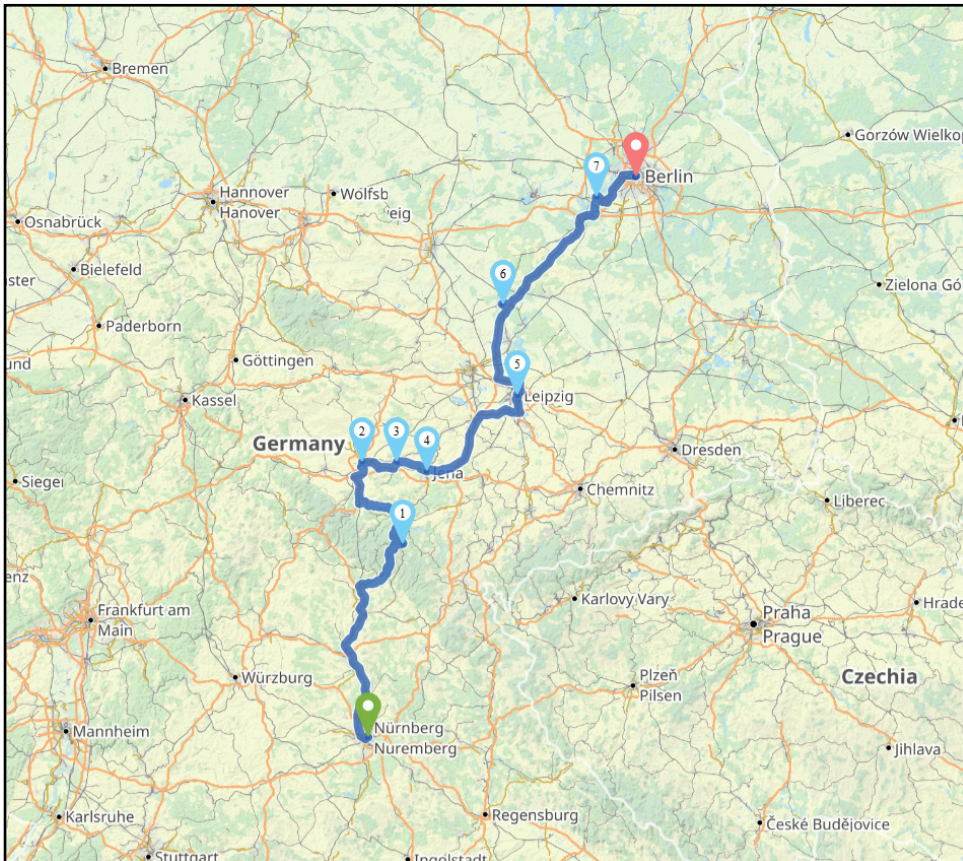 Bremen
Gorzów Wielkop
7
Berlin
Hannover
Hannover
Wolfsb
eig
Osnabrück
ster
Bielefeld
6
Zielona Gó
Paderborn
und
Göttingen
5
Kassel
Leipzig
Germany
2
3
4
Jena
Dresden
Siegen
Chemnitz
Liberec
1
enz
Karlovy Vary
Frankfurt am
Main
Praha
Prague
Hrade
Würzburg
Plzeň
Pilsen
Czechia
Nürnberg
Nuremberg
Mannheim
Jihlava
Karlsruhe
Regensburg
České Budějovice
Stuttgart
Ingolstadt